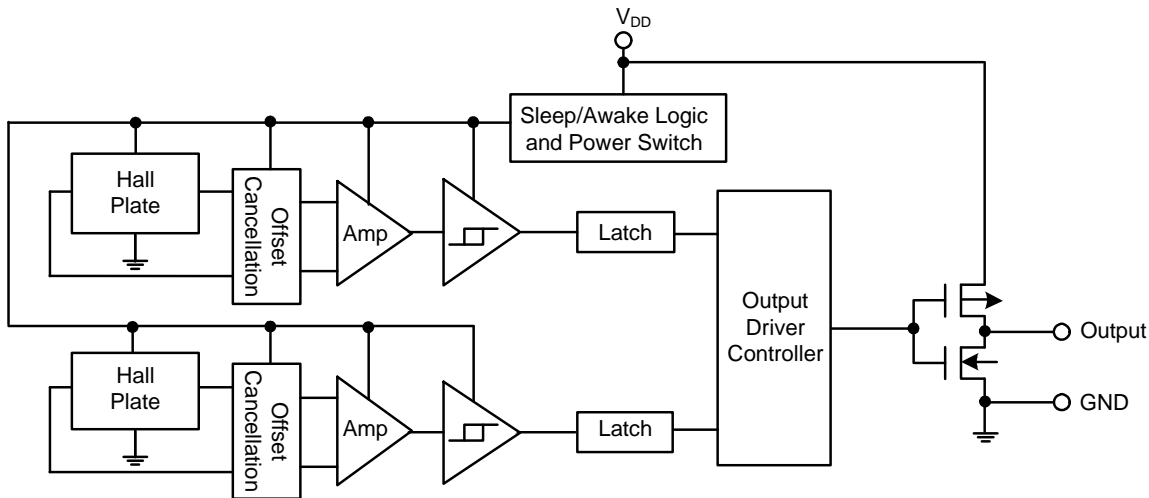 VDD
Sleep/Awake Logic
and Power Switch
Hall
Plate
Offset
Cancellation
Amp
Latch
Output
Driver
Controller
Output
GND
Hall
Plate
Offset
Cancellation
Amp
Latch